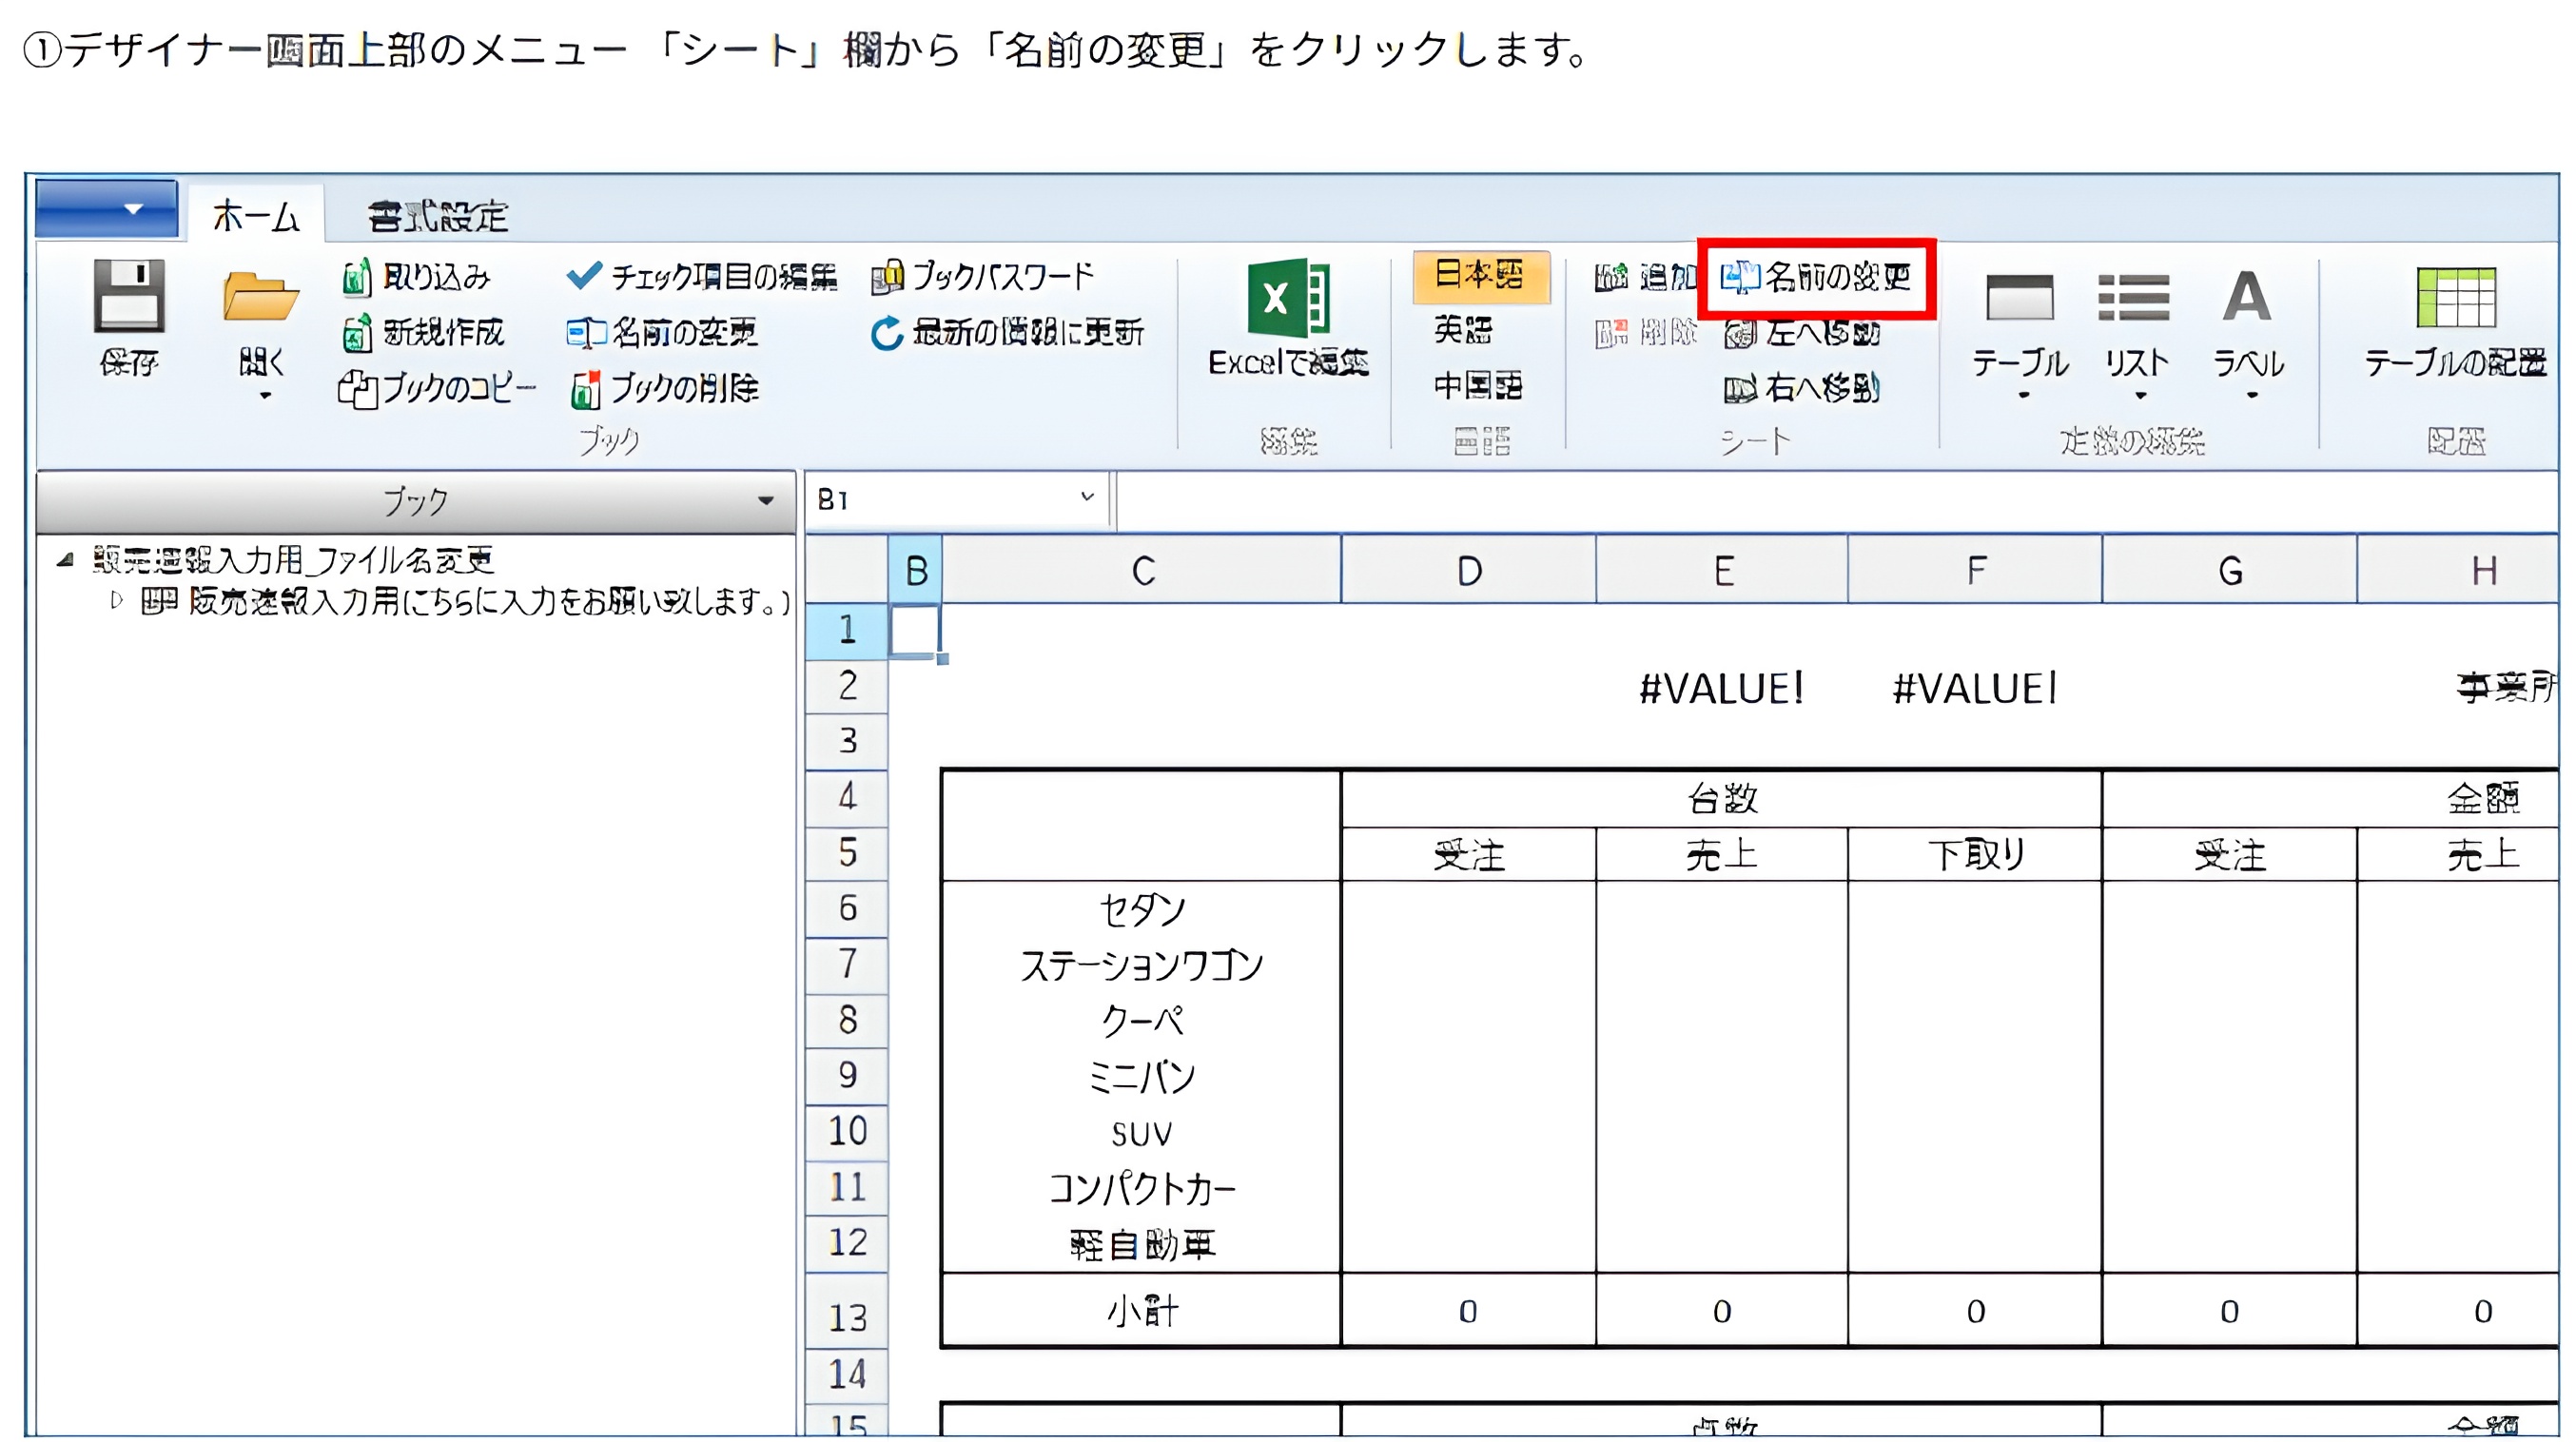 ①デザイナー画面上部のメニュー 「シート」欄から「名前の変更」をクリックします。
ホーム 書式設定
保存
開く
取り込み
新規作成
ブックのコピー
チェック項目の編集
名前の変更
ブックの削除
ブックパスワード
最新の情報に更新
ブック
Excelで編集
編集
日本語
英語
中国語
言語
追加
削除
名前の変更
左へ移動
右へ移動
シート
テーブル
リスト
ラベル
定義の編集
テーブルの配置
配置
ブック
B1
販売速報入力用_ファイル名変更
販売速報入力用(こちらに入力をお願い致します。)
B C D E F G H
1
2 #VALUE! #VALUE! 事業所
3
4 台数 金額
5 受注 売上 下取り 受注 売上
6 セダン
7 ステーションワゴン
8 クーペ
9 ミニバン
10 SUV
11 コンパクトカー
12 軽自動車
13 小計 0 0 0 0 0
14
15